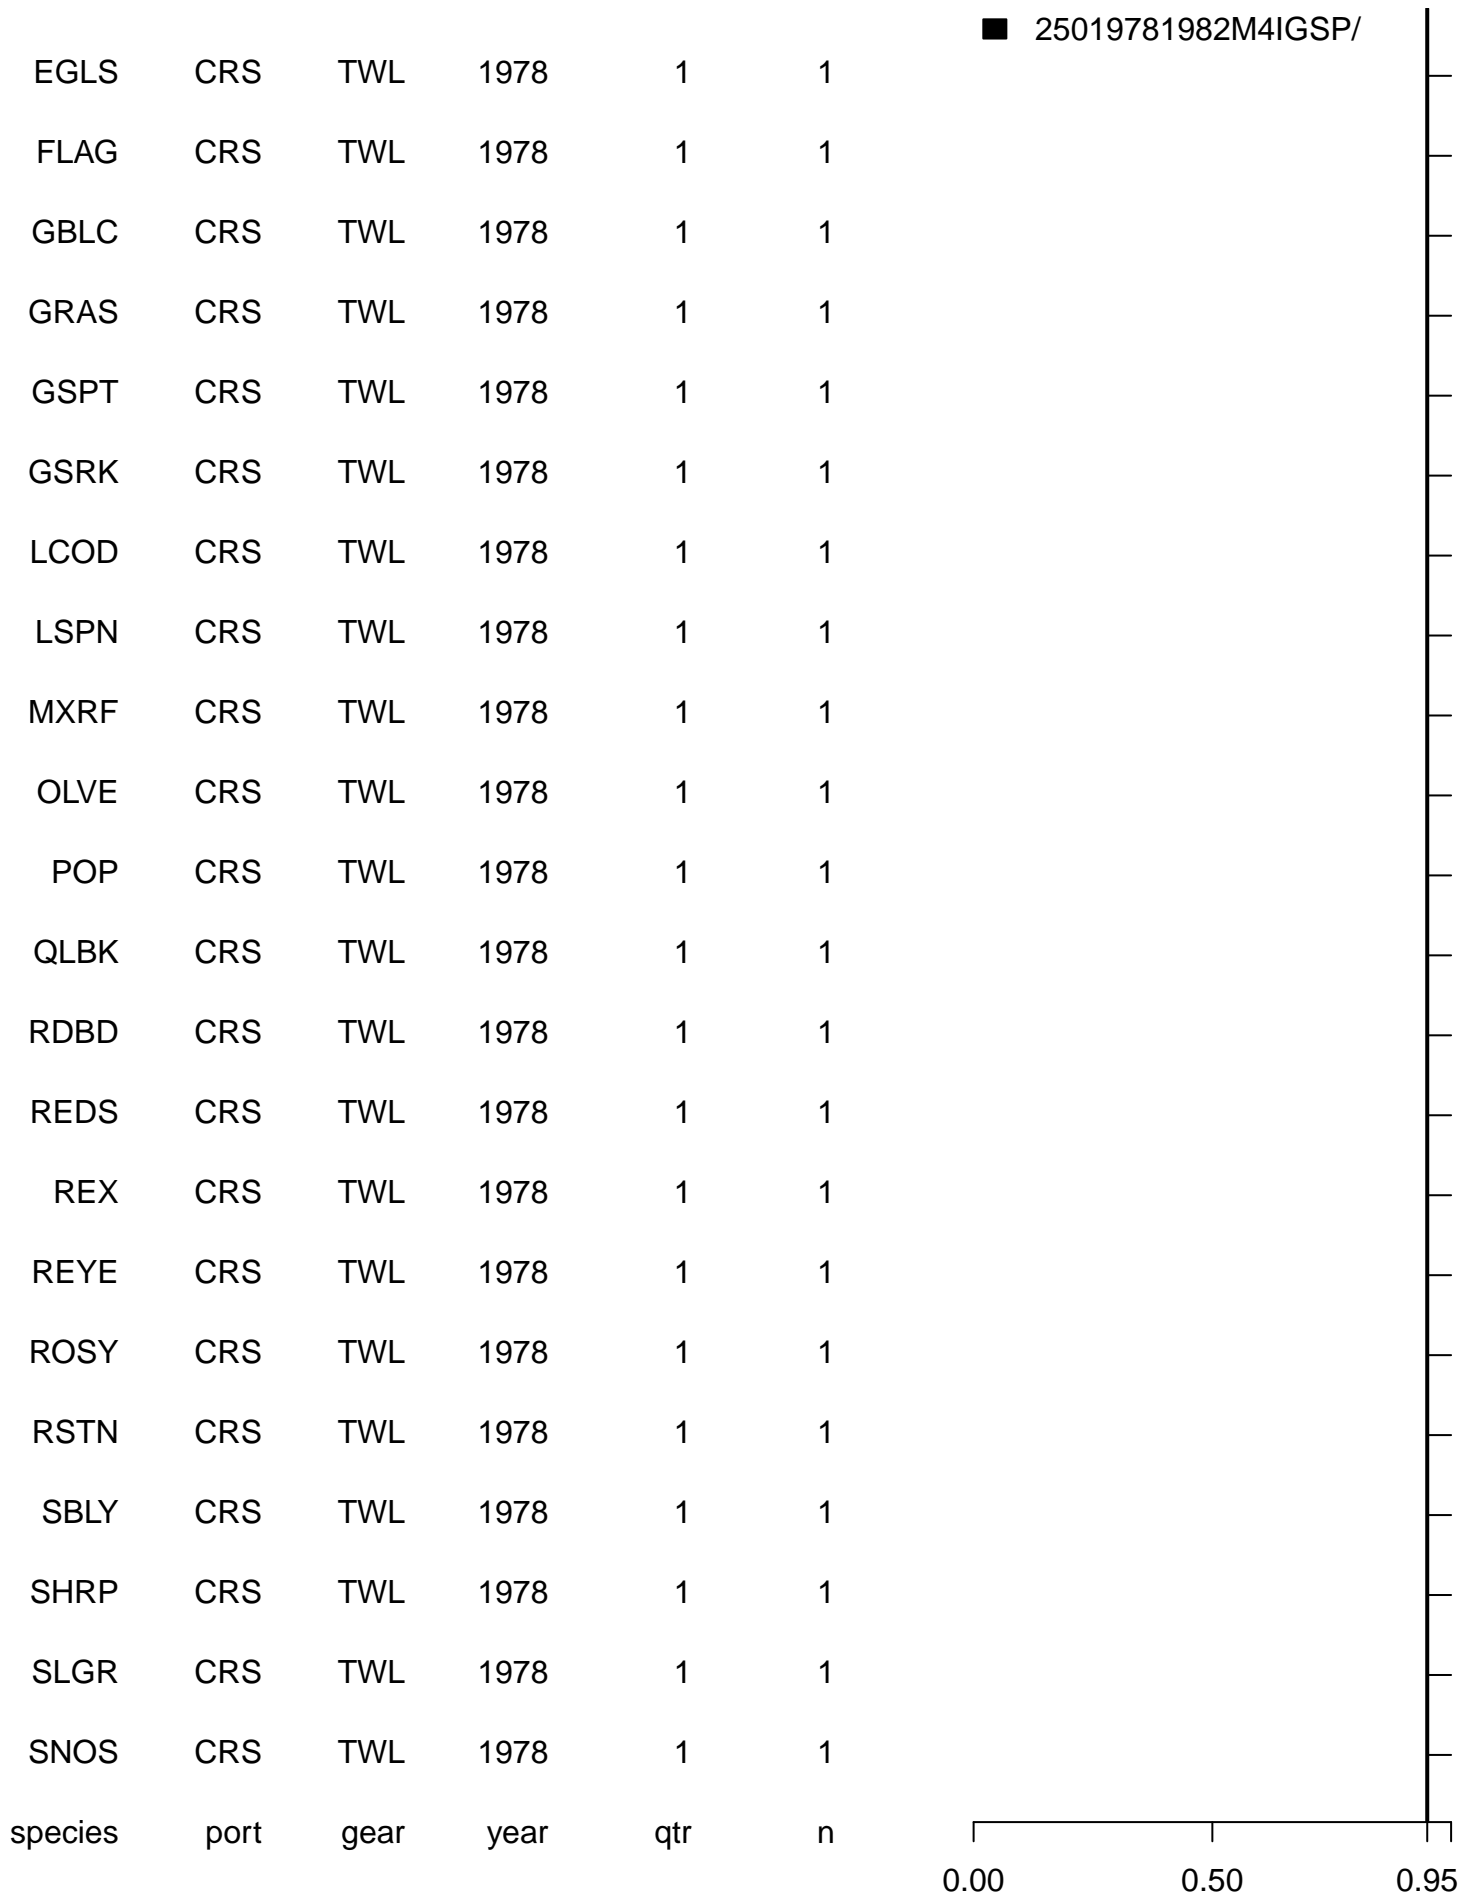 25019781982M4IGSP/
EGLS CRS TWL 1978 1 1
FLAG CRS TWL 1978 1 1
GBLC CRS TWL 1978 1 1
GRAS CRS TWL 1978 1 1
GSPT CRS TWL 1978 1 1
GSRK CRS TWL 1978 1 1
LCOD CRS TWL 1978 1 1
LSPN CRS TWL 1978 1 1
MXRF CRS TWL 1978 1 1
OLVE CRS TWL 1978 1 1
POP CRS TWL 1978 1 1
QLBK CRS TWL 1978 1 1
RDBD CRS TWL 1978 1 1
REDS CRS TWL 1978 1 1
REX CRS TWL 1978 1 1
REYE CRS TWL 1978 1 1
ROSY CRS TWL 1978 1 1
RSTN CRS TWL 1978 1 1
SBLY CRS TWL 1978 1 1
SHRP CRS TWL 1978 1 1
SLGR CRS TWL 1978 1 1
SNOS CRS TWL 1978 1 1
species port gear year qtr n
0.00 0.50 0.95